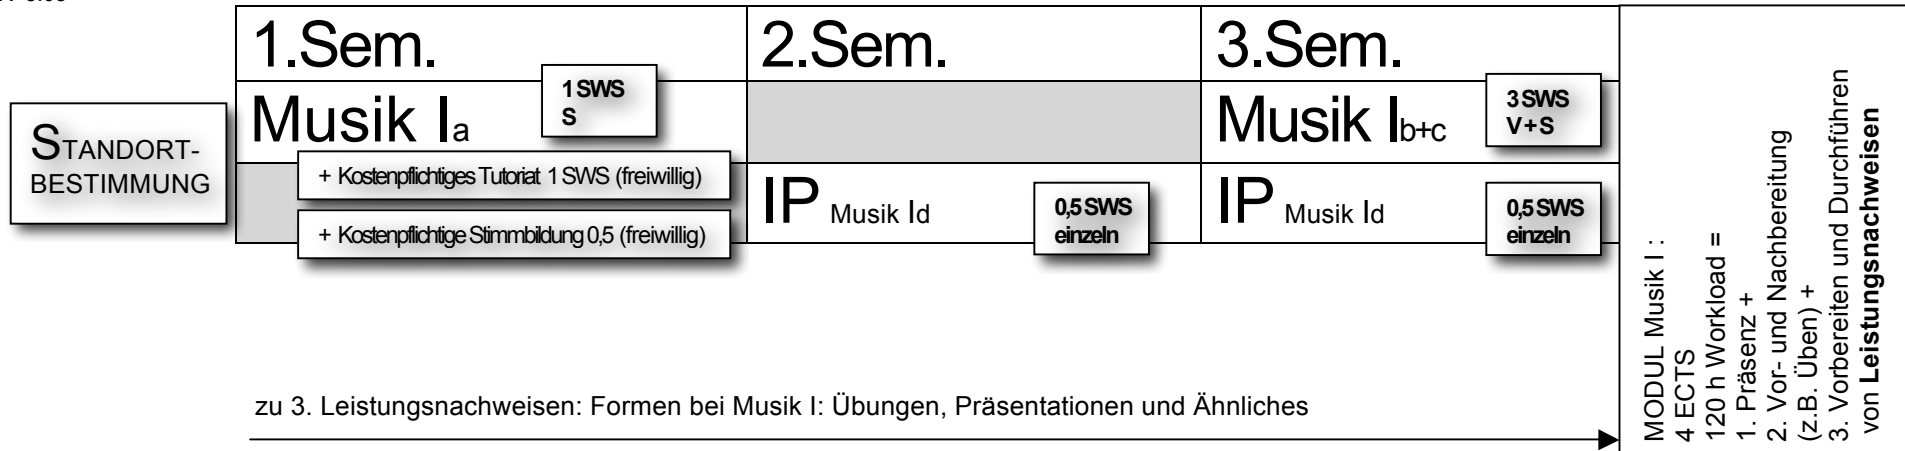 1.Sem.
2.Sem.
3.Sem.
Musik Ia
1 SWS
S
Musik Ib+c
3 SWS
V + S
STANDORT-
BESTIMMUNG
+ Kostenpflichtiges Tutoriat 1 SWS (freiwillig)
+ Kostenpflichtige Stimmbildung 0,5 (freiwillig)
IP Musik Id
0,5 SWS
einzeln
IP Musik Id
0,5 SWS
einzeln
zu 3. Leistungsnachweisen: Formen bei Musik I: Übungen, Präsentationen und Ähnliches
MODUL Musik I :
4 ECTS
120 h Workload =
1. Präsenz +
2. Vor- und Nachbereitung
(z.B. Üben) +
3. Vorbereiten und Durchführen
von Leistungsnachweisen